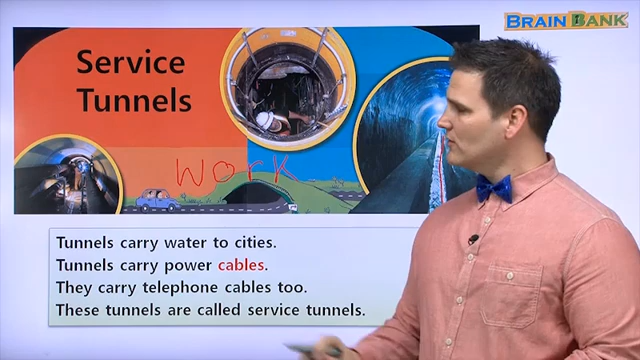 BRAIN BANK
Service
Tunnels
work
Tunnels carry water to cities.
Tunnels carry power cables.
They carry telephone cables too.
These tunnels are called service tunnels.